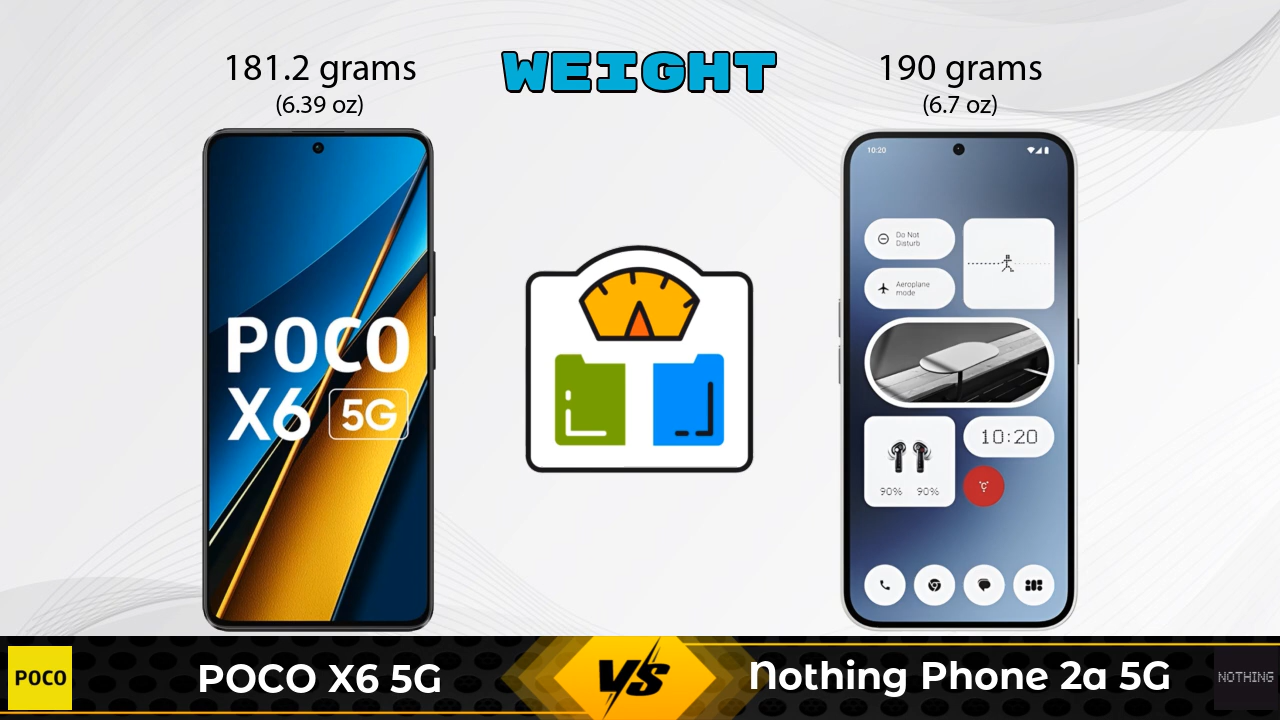 181.2 grams
(6.39 oz)
WEIGHT
190 grams
(6.7 oz)
POCO
X6 5G
10:20
Do Not
Disturb
Aeroplane
mode
10:20
90% 90%
POCO
POCO X6 5G
VS
Nothing Phone 2a 5G
NOTHING